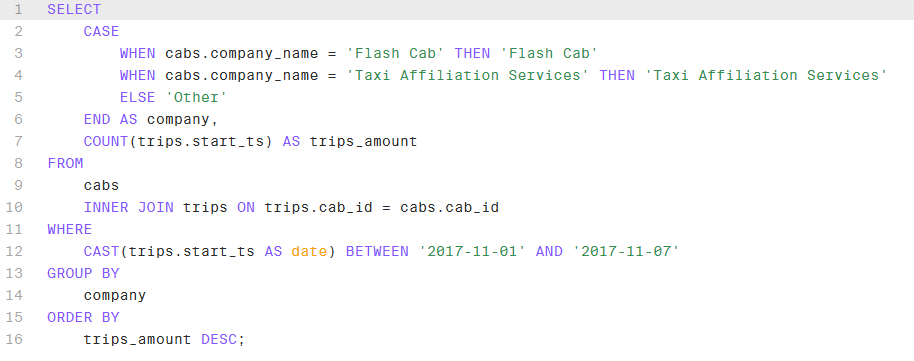 1 SELECT
2     CASE
3         WHEN cabs.company_name = 'Flash Cab' THEN 'Flash Cab'
4         WHEN cabs.company_name = 'Taxi Affiliation Services' THEN 'Taxi Affiliation Services'
5         ELSE 'Other'
6     END AS company,
7     COUNT(trips.start_ts) AS trips_amount
8 FROM
9     cabs
10     INNER JOIN trips ON trips.cab_id = cabs.cab_id
11 WHERE
12     CAST(trips.start_ts AS date) BETWEEN '2017-11-01' AND '2017-11-07'
13 GROUP BY
14     company
15 ORDER BY
16     trips_amount DESC;